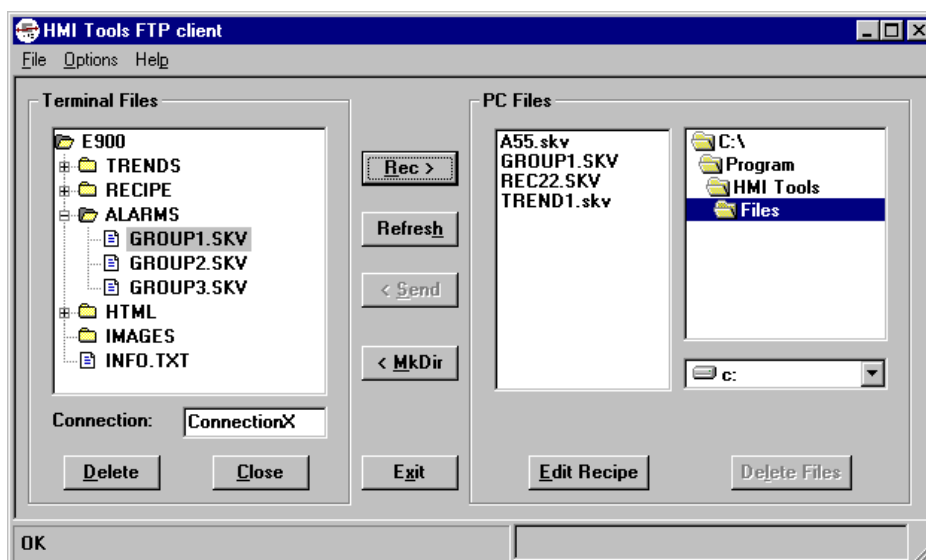 HMI Tools FTP client
File Options Help
Terminal Files
E900
TRENDS
RECIPE
ALARMS
GROUP1.SKV
GROUP2.SKV
GROUP3.SKV
HTML
IMAGES
INFO.TXT
Connection: ConnectionX
Delete Close
Rec >
Refresh
< Send
< MkDir
Exit
PC Files
A55.skv
GROUP1.SKV
REC22.SKV
TREND1.skv
C:\
Program
HMI Tools
Files
c:
Edit Recipe Delete Files
OK